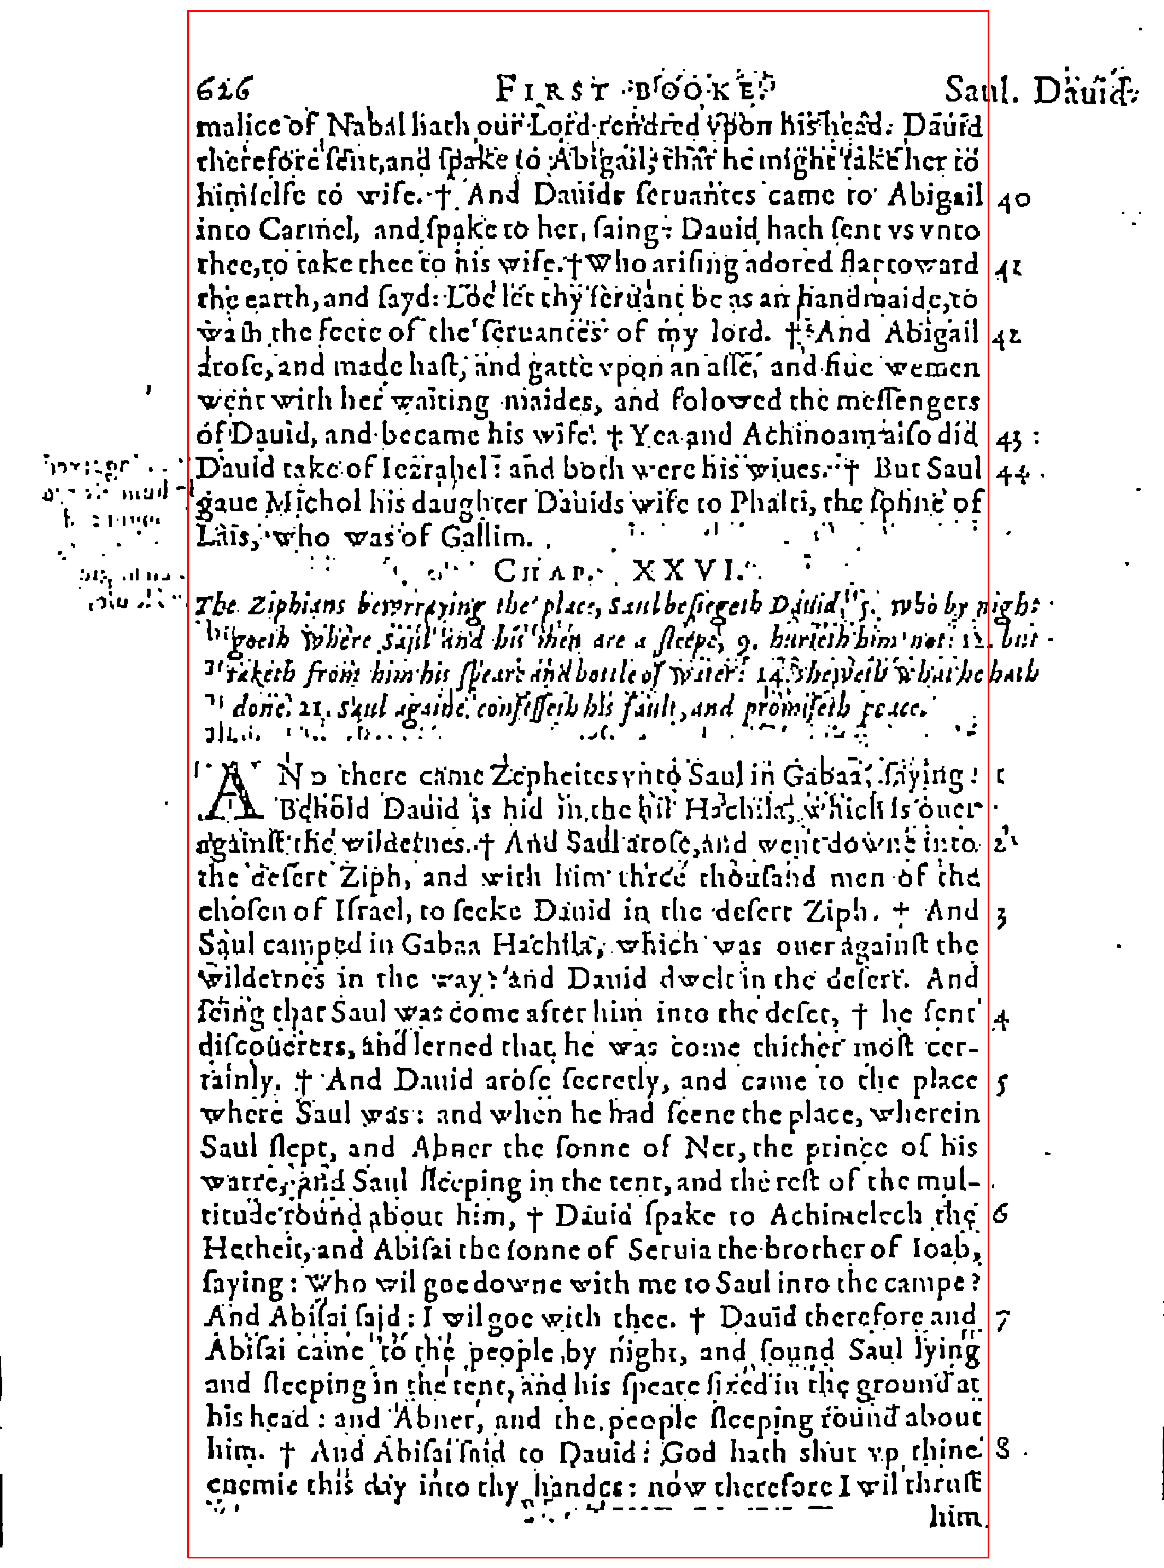 626 FIRST BOOKE Saul. Dauid.
malice of Nabal hath our Lord rendred vpon his head. Dauid
therefore sent, and spake to Abigail, that he might take her to
himselfe to wife. † And Dauids seruantes came to Abigail 40
into Carmel, and spake to her, saing: Dauid hath sent vs vnto
thee, to take thee to his wife. † Who arising adored flat toward 41
the earth, and sayd: Loe let thy seruant be as an handmaide, to
wash the feete of the seruantes of my lord. † And Abigail 42
arose, and made hast, and gatte vpon an asse, and fiue wemen
went with her waiting maides, and folowed the messengers
of Dauid, and became his wife. † Yea and Achinoam also did 43
Dauid take of Iezrahel: and both were his wiues. † But Saul 44
gaue Michol his daughter Dauids wife to Phalti, the sonne of
Lais, who was of Gallim.
CHAP. XXVI.
The Ziphians bewraying the place, Saul besiegeth Dauid, 5. Who by night
goeth where Saul and his men are a sleepe, 9. hurteth him not: 12. but
taketh from him his speare and bottle of water: 14. sheweth what he hath
done. 21. Saul againe confesseth his fault, and promiseth peace.
AND there came Zepheites vnto Saul in Gabaa, saying: 1
Behold Dauid is hid in the hil Hachila, which is ouer
against the wildernes. † And Saul arose, and went downe into 2
the desert Ziph, and with him three thousand men of the
chosen of Israel, to seeke Dauid in the desert Ziph. † And 3
Saul camped in Gabaa Hachila, which was ouer against the
wildernes in the way: and Dauid dwelt in the desert. And
seing that Saul was come after him into the desert, † he sent 4
discouerers, and lerned that he was come thither most cer-
tainly. † And Dauid arose secretly, and came to the place 5
where Saul was: and when he had seene the place, wherein
Saul slept, and Abner the sonne of Ner, the prince of his
warre, and Saul sleeping in the tent, and the rest of the mul-
titude round about him, † Dauid spake to Achimelech the 6
Hetheit, and Abisai the sonne of Seruia the brother of Ioab,
saying: Who wil goe downe with me to Saul into the campe?
And Abisai said: I wil goe with thee. † Dauid therefore and 7
Abisai came to the people by night, and found Saul lying
and sleeping in the tent, and his speare fixed in the ground at
his head: and Abner, and the people sleeping round about
him. † And Abisai said to Dauid: God hath shut vp thine 8
enemie this day into thy handes: now therefore I wil thrust
him